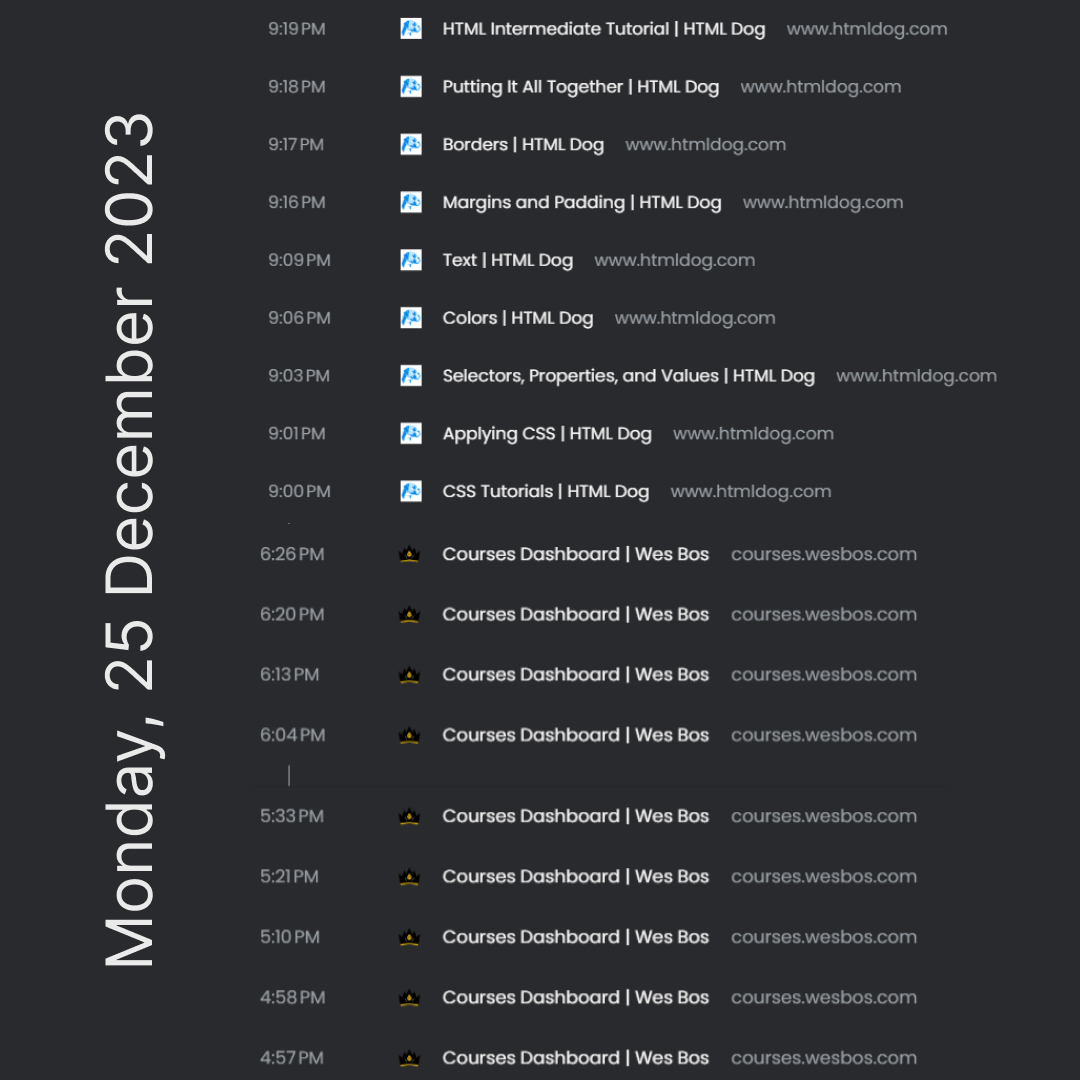 Monday, 25 December 2023
9:19 PM HTML Intermediate Tutorial | HTML Dog www.htmldog.com
9:18 PM Putting It All Together | HTML Dog www.htmldog.com
9:17 PM Borders | HTML Dog www.htmldog.com
9:16 PM Margins and Padding | HTML Dog www.htmldog.com
9:09 PM Text | HTML Dog www.htmldog.com
9:06 PM Colors | HTML Dog www.htmldog.com
9:03 PM Selectors, Properties, and Values | HTML Dog www.htmldog.com
9:01 PM Applying CSS | HTML Dog www.htmldog.com
9:00 PM CSS Tutorials | HTML Dog www.htmldog.com
6:26 PM Courses Dashboard | Wes Bos courses.wesbos.com
6:20 PM Courses Dashboard | Wes Bos courses.wesbos.com
6:13 PM Courses Dashboard | Wes Bos courses.wesbos.com
6:04 PM Courses Dashboard | Wes Bos courses.wesbos.com
5:33 PM Courses Dashboard | Wes Bos courses.wesbos.com
5:21 PM Courses Dashboard | Wes Bos courses.wesbos.com
5:10 PM Courses Dashboard | Wes Bos courses.wesbos.com
4:58 PM Courses Dashboard | Wes Bos courses.wesbos.com
4:57 PM Courses Dashboard | Wes Bos courses.wesbos.com